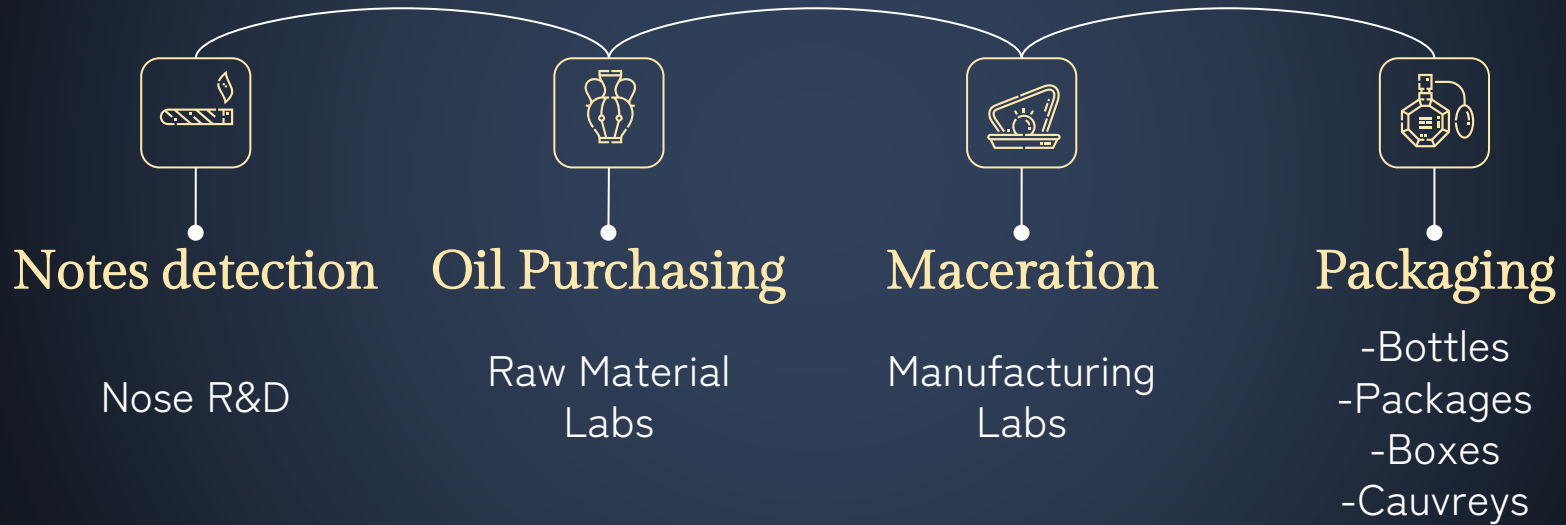 Notes detection
Oil Purchasing
Maceration
Packaging
Nose R&D
Raw Material
Labs
Manufacturing
Labs
-Bottles
-Packages
-Boxes
-Cauvreys